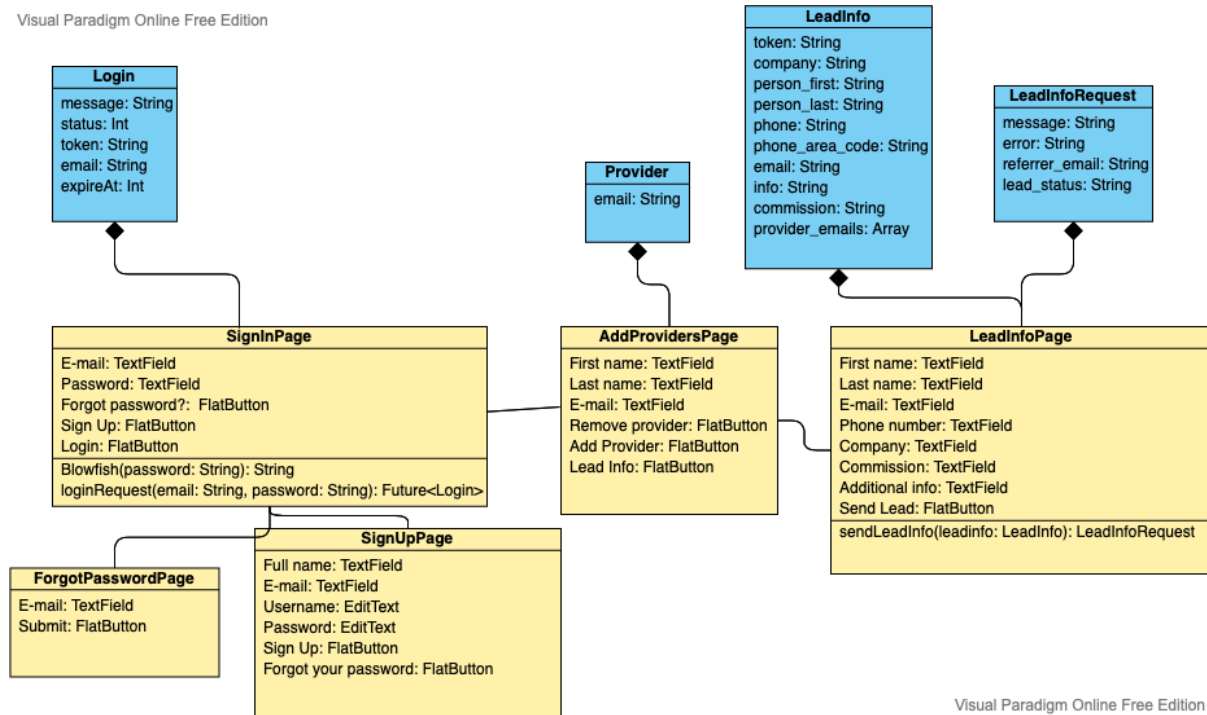 Visual Paradigm Online Free Edition
Login
message: String
status: Int
token: String
email: String
expireAt: Int
Provider
email: String
LeadInfo
token: String
company: String
person_first: String
person_last: String
phone: String
phone_area_code: String
email: String
info: String
commission: String
provider_emails: Array
LeadInfoRequest
message: String
error: String
referrer_email: String
lead_status: String
SignInPage
E-mail: TextField
Password: TextField
Forgot password?:  FlatButton
Sign Up: FlatButton
Login: FlatButton
Blowfish(password: String): String
loginRequest(email: String, password: String): Future<Login>
AddProvidersPage
First name: TextField
Last name: TextField
E-mail: TextField
Remove provider: FlatButton
Add Provider: FlatButton
Lead Info: FlatButton
LeadInfoPage
First name: TextField
Last name: TextField
E-mail: TextField
Phone number: TextField
Company: TextField
Commission: TextField
Additional info: TextField
Send Lead: FlatButton
sendLeadInfo(leadinfo: LeadInfo): LeadInfoRequest
ForgotPasswordPage
E-mail: TextField
Submit: FlatButton
SignUpPage
Full name: TextField
E-mail: TextField
Username: EditText
Password: EditText
Sign Up: FlatButton
Forgot your password: FlatButton
Visual Paradigm Online Free Edition